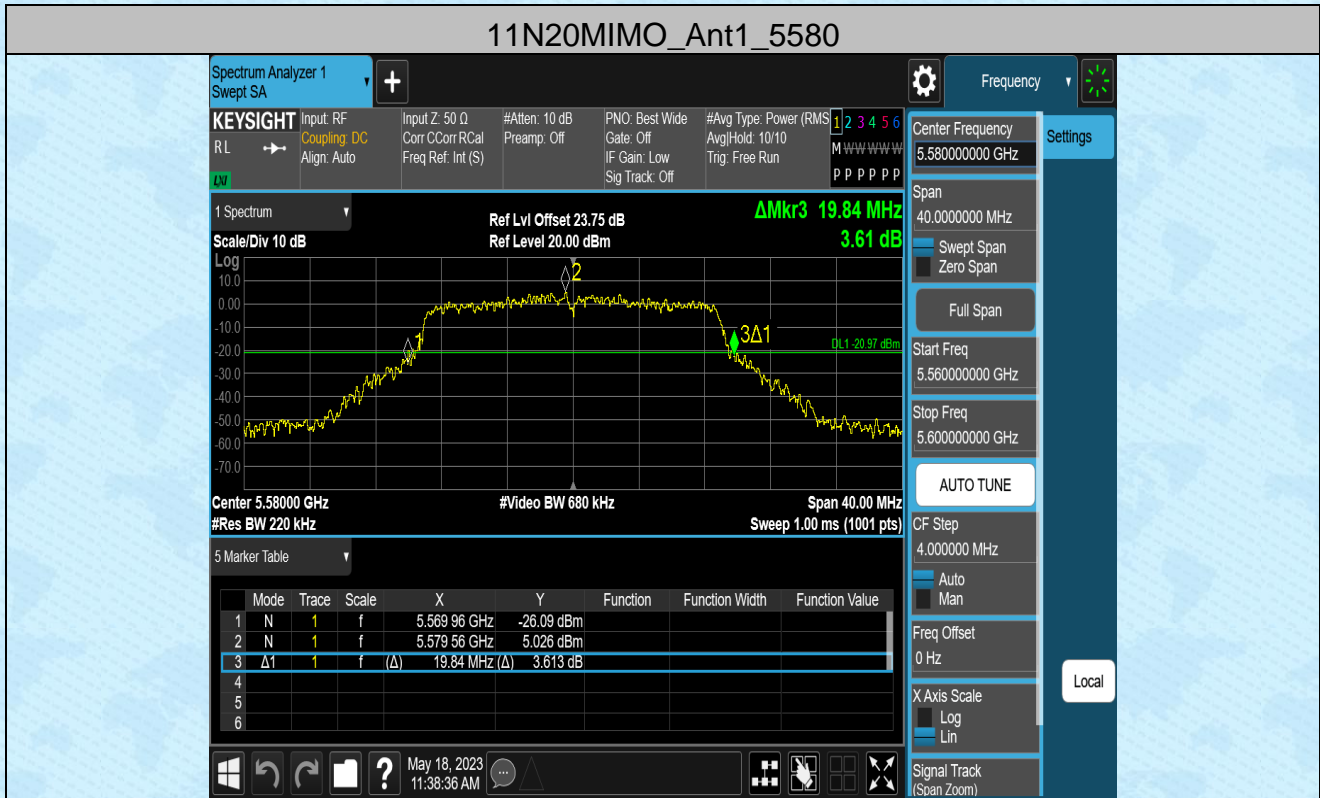 11N20MIMO_Ant1_5580
Spectrum Analyzer 1
Swept SA
Frequency
KEYSIGHT
RL
LXI
Input: RF
Coupling: DC
Align: Auto
Input Z: 50 Ω
Corr CCorr RCal
Freq Ref: Int (S)
#Atten: 10 dB
Preamp: Off
PNO: Best Wide
Gate: Off
IF Gain: Low
Sig Track: Off
#Avg Type: Power (RMS
Avg|Hold: 10/10
Trig: Free Run
1 2 3 4 5 6
M W W W W W
P P P P P P
1 Spectrum
Scale/Div 10 dB
Ref Lvl Offset 23.75 dB
Ref Level 20.00 dBm
ΔMkr3 19.84 MHz
3.61 dB
Log
10.0
0.00
-10.0
-20.0
-30.0
-40.0
-50.0
-60.0
-70.0
1
2
3Δ1
DL1 -20.97 dBm
Center 5.58000 GHz
#Video BW 680 kHz
Span 40.00 MHz
#Res BW 220 kHz
Sweep 1.00 ms (1001 pts)
5 Marker Table
Mode Trace Scale X Y Function Function Width Function Value
1 N 1 f 5.569 96 GHz -26.09 dBm
2 N 1 f 5.579 56 GHz 5.026 dBm
3 Δ1 1 f (Δ) 19.84 MHz (Δ) 3.613 dB
4
5
6
May 18, 2023
11:38:36 AM
Center Frequency
5.580000000 GHz
Settings
Span
40.0000000 MHz
Swept Span
Zero Span
Full Span
Start Freq
5.560000000 GHz
Stop Freq
5.600000000 GHz
AUTO TUNE
CF Step
4.000000 MHz
Auto
Man
Freq Offset
0 Hz
X Axis Scale
Log
Lin
Local
Signal Track
(Span Zoom)